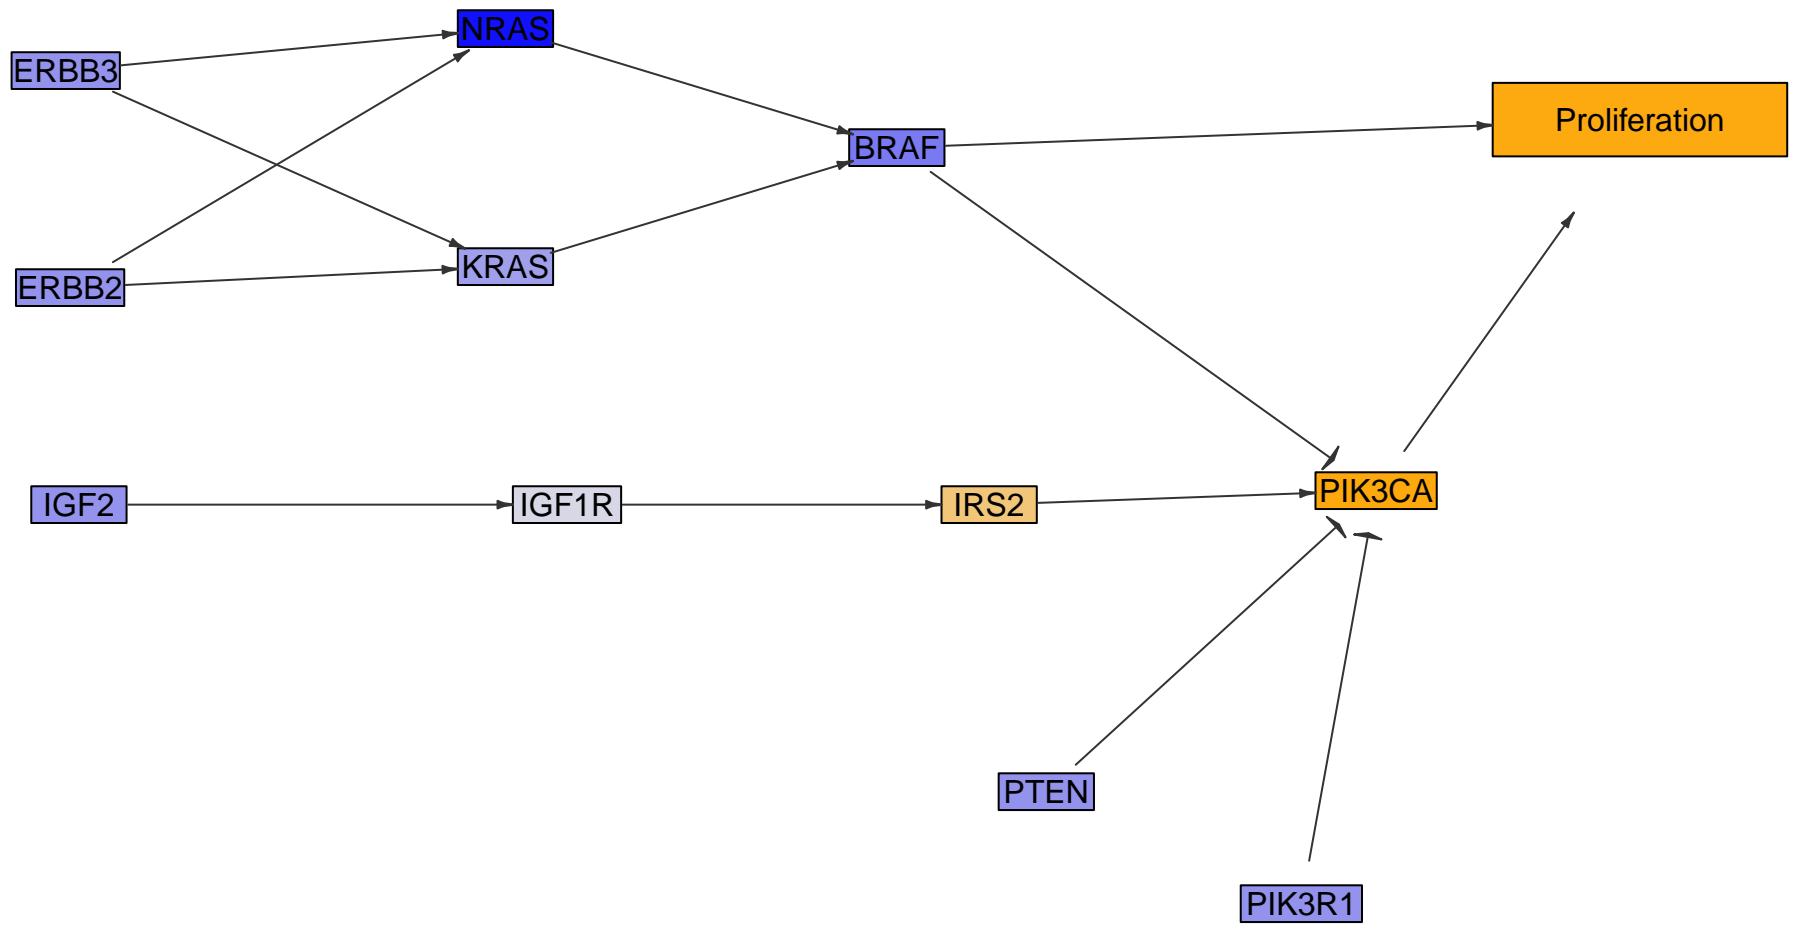 NRAS
ERBB3
Proliferation
BRAF
KRAS
ERBB2
PIK3CA
IGF2
IGF1R
IRS2
PTEN
PIK3R1